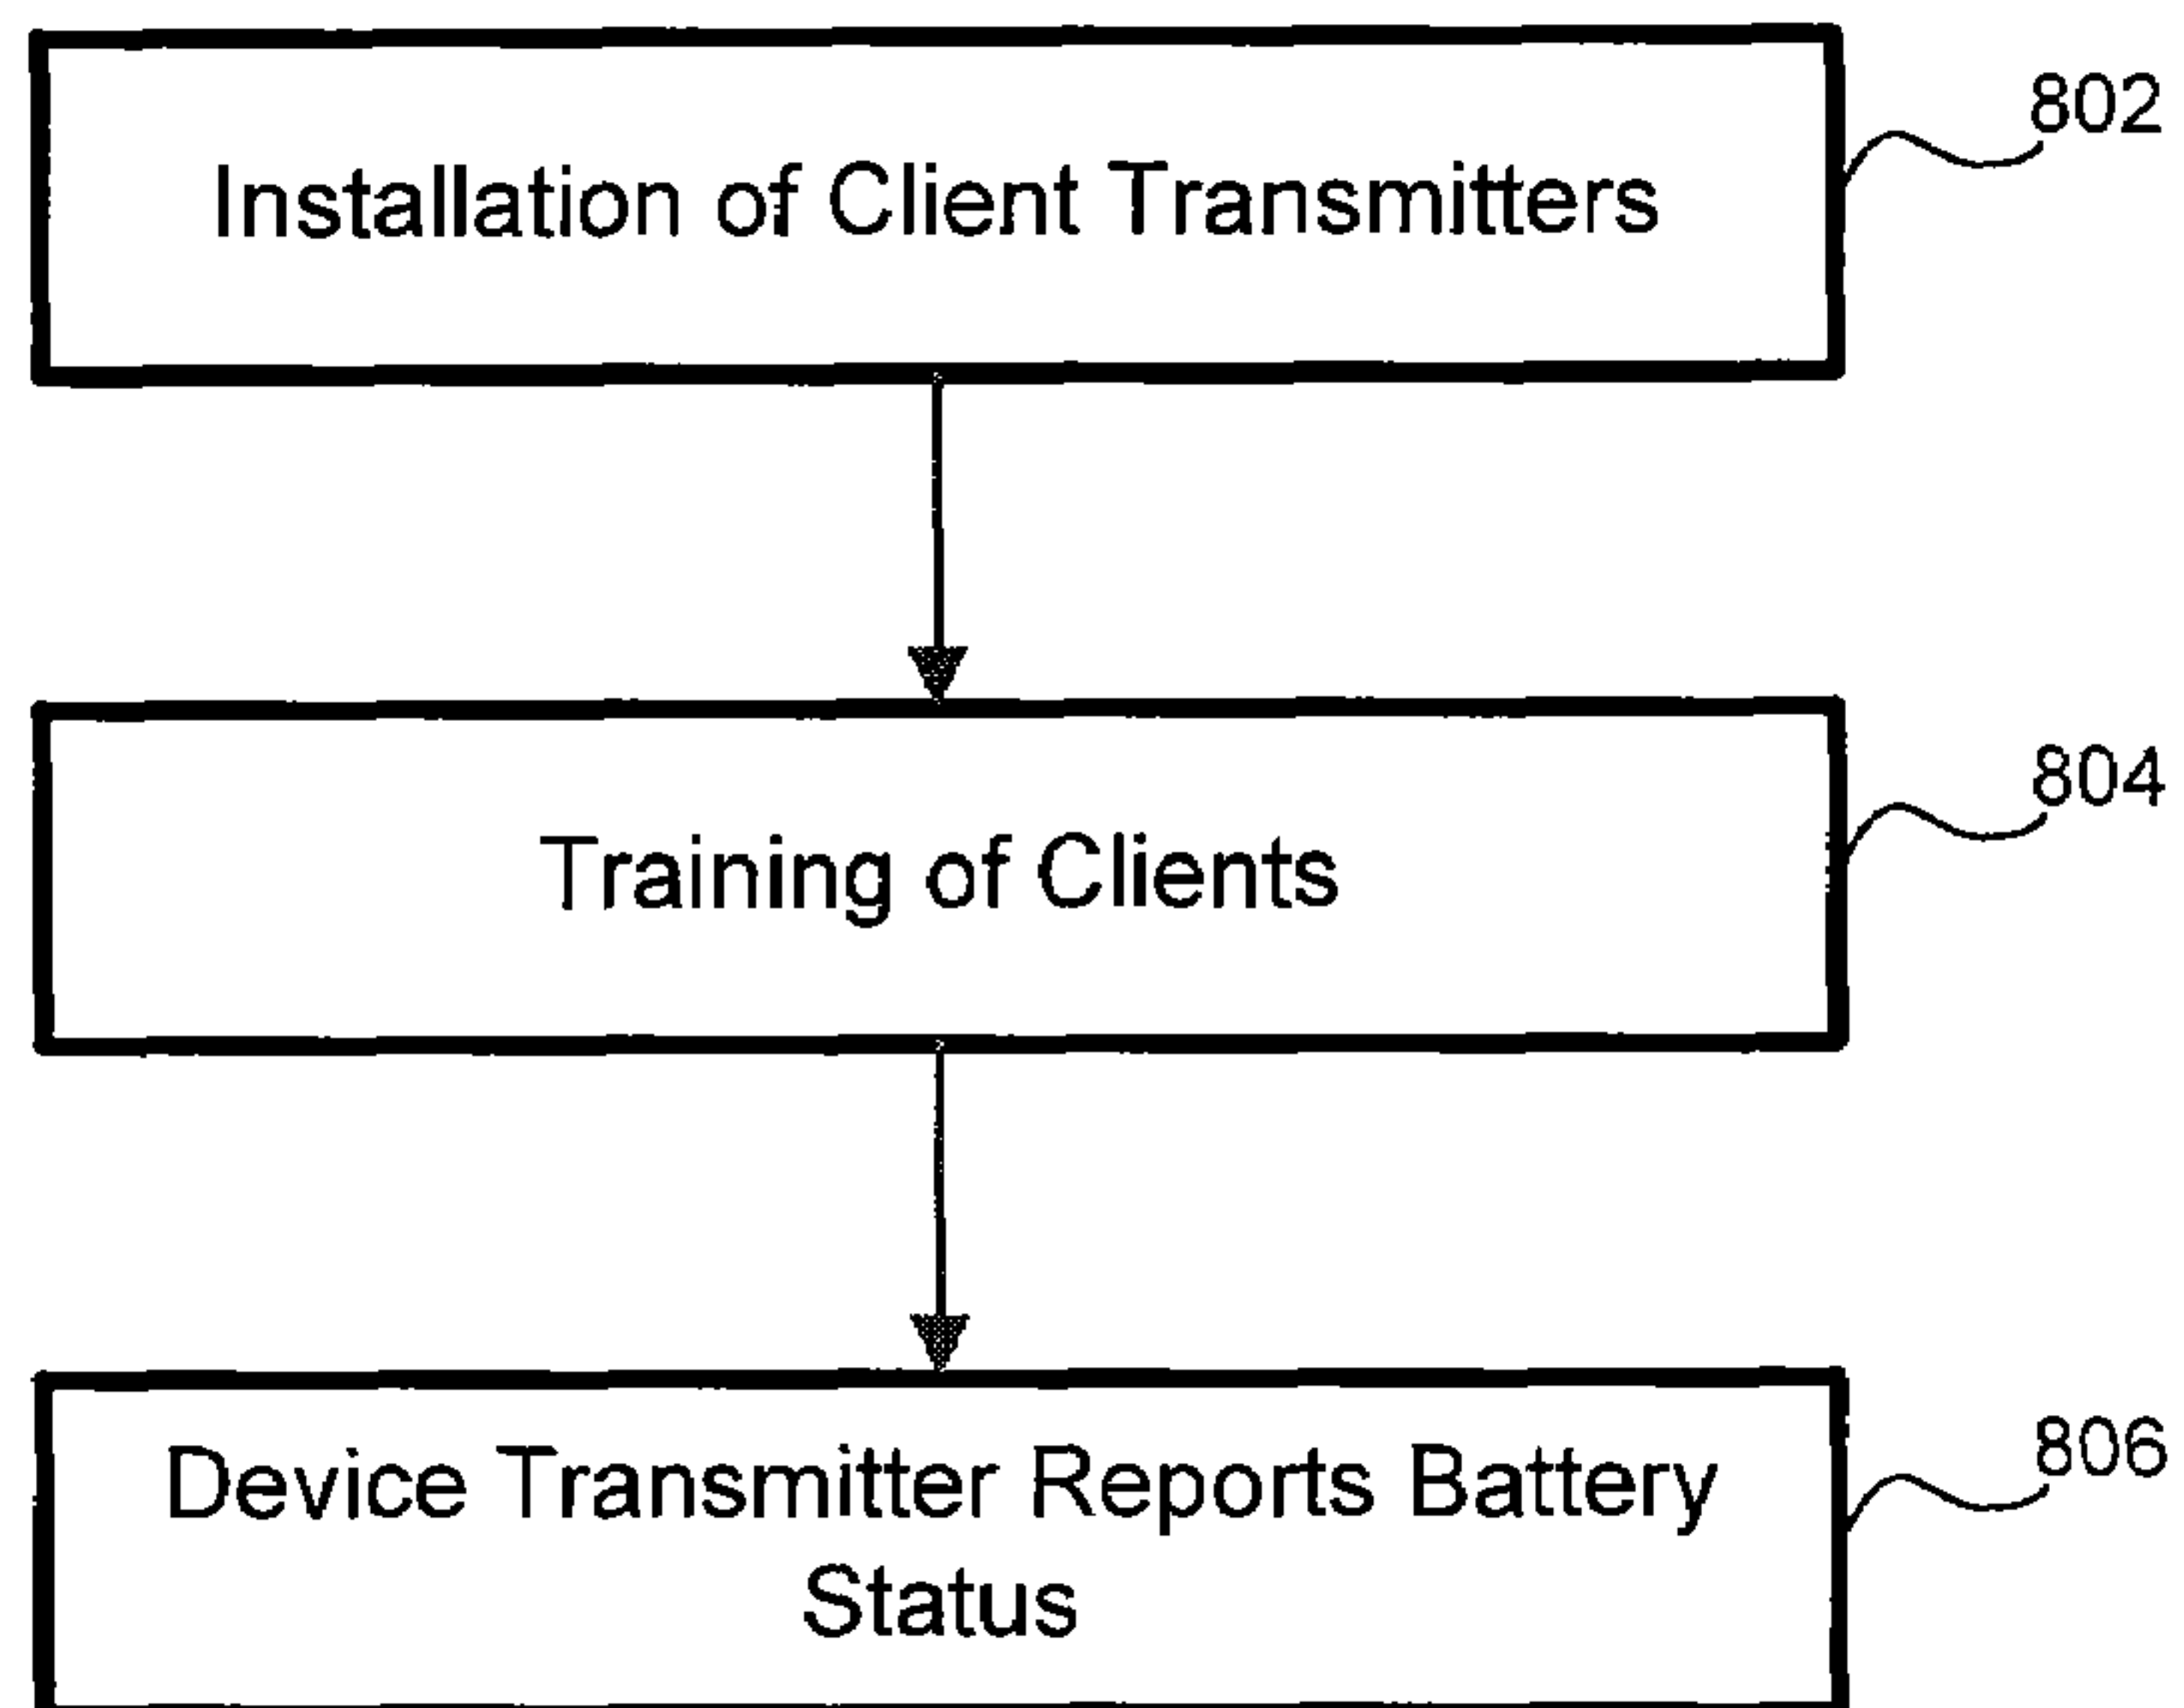 802
Installation of Client Transmitters
804
Training of Clients
806
Device Transmitter Reports Battery
Status